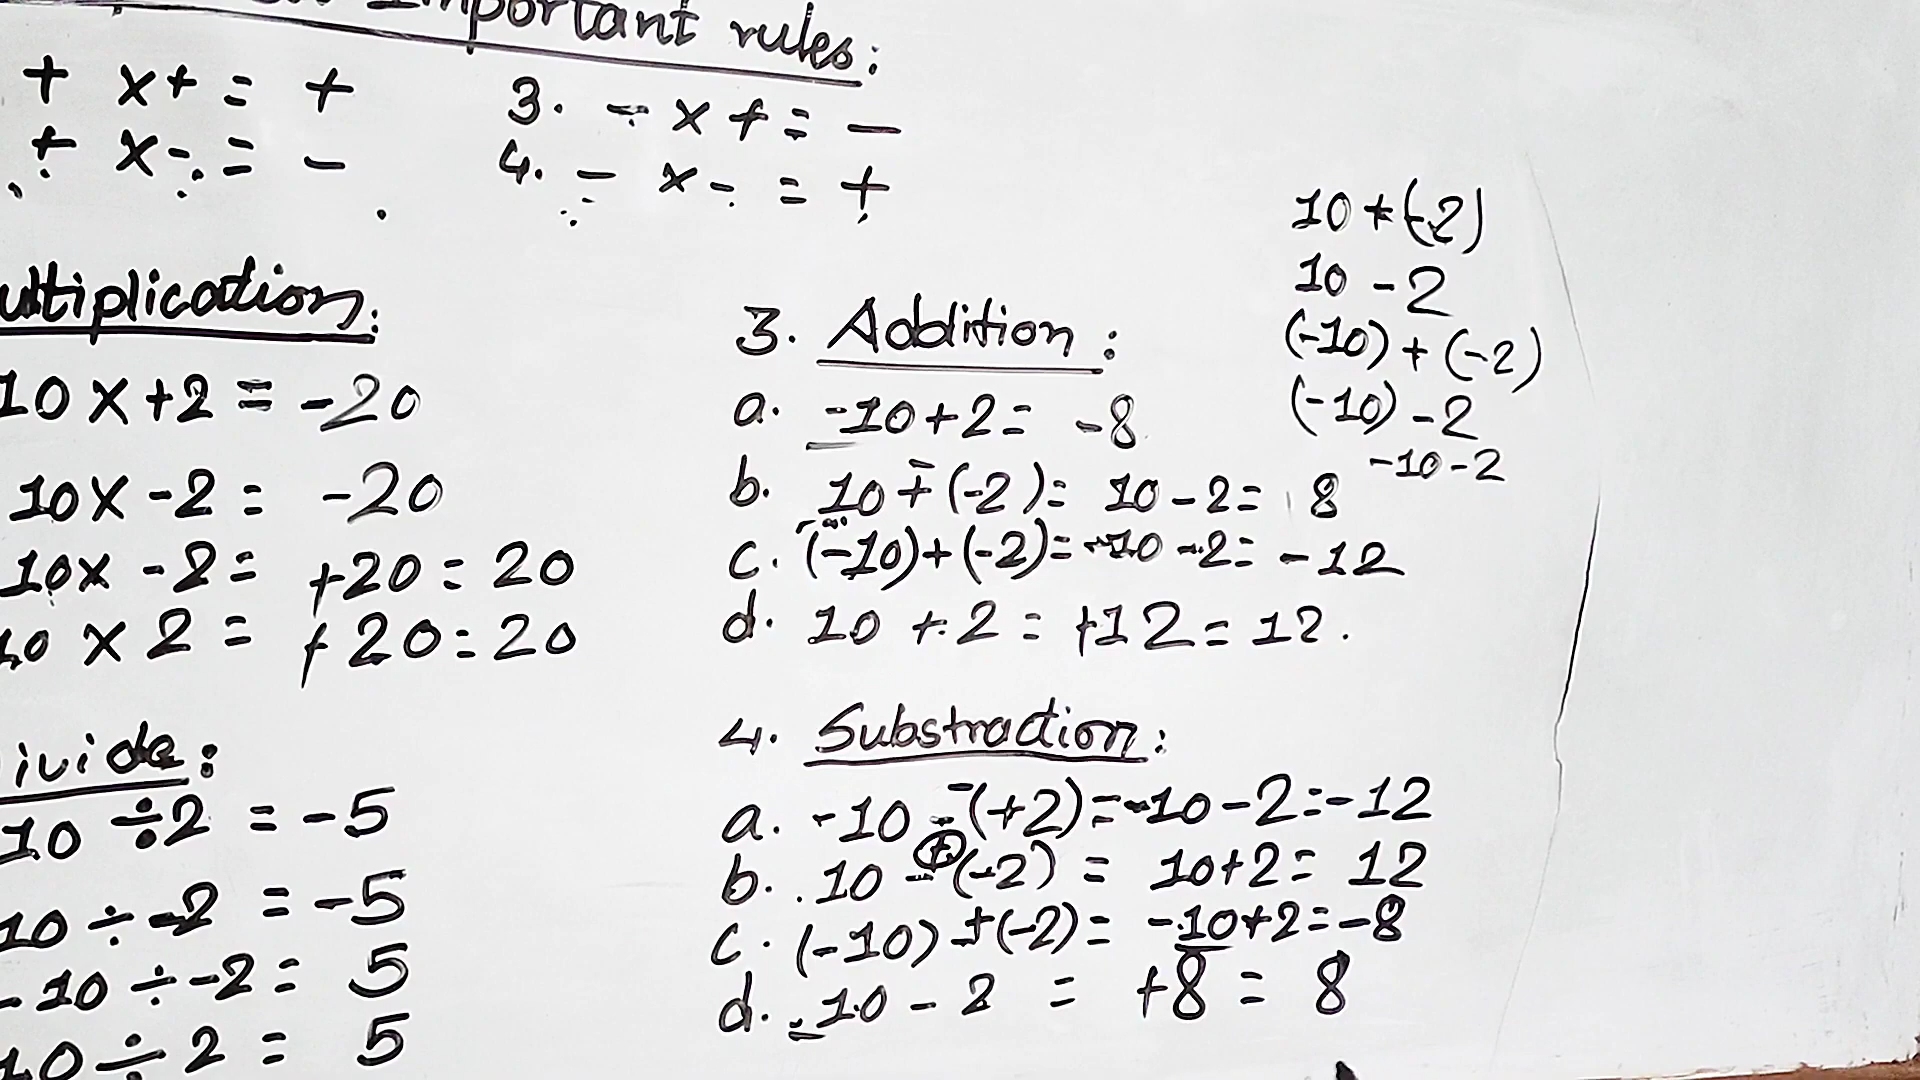 Important rules:
+ x + = +
+ x - = -
3. - x + = -
4. - x - = +
ultiplication:
10 x +2 = -20
10 x -2 = -20
10 x -2 = +20 = 20
10 x 2 = +20 = 20
ivide:
10 ÷ 2 = -5
10 ÷ -2 = -5
-10 ÷ -2 = 5
10 ÷ 2 = 5
10 + (-2)
10 - 2
(-10) + (-2)
(-10) - 2
-10 - 2
3. Addition:
a. -10 + 2 = -8
b. 10 + (-2) = 10 - 2 = 8
c. (-10) + (-2) = -10 - 2 = -12
d. 10 + 2 = +12 = 12.
4. Substraction:
a. -10 - (+2) = -10 - 2 = -12
b. 10 - (-2) = 10 + 2 = 12
c. (-10) - (-2) = -10 + 2 = -8
d. 10 - 2 = +8 = 8